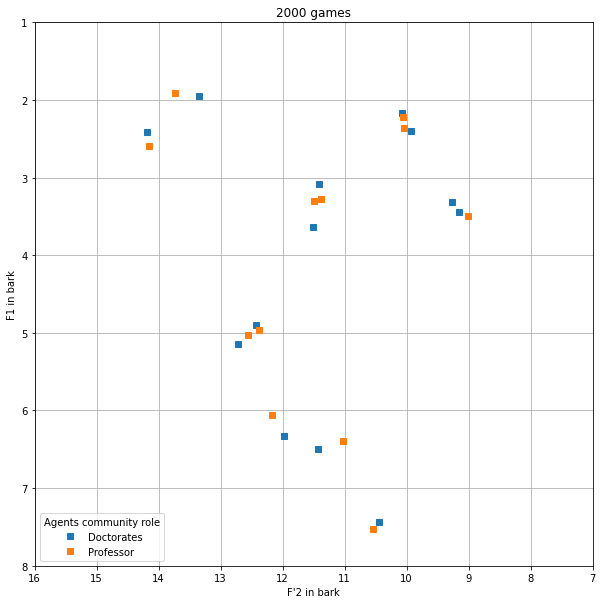 2000 games
1
2
3
4
5
6
7
8
F1 in bark
Agents community role
Doctorates
Professor
16 15 14 13 12 11 10 9 8 7
F'2 in bark